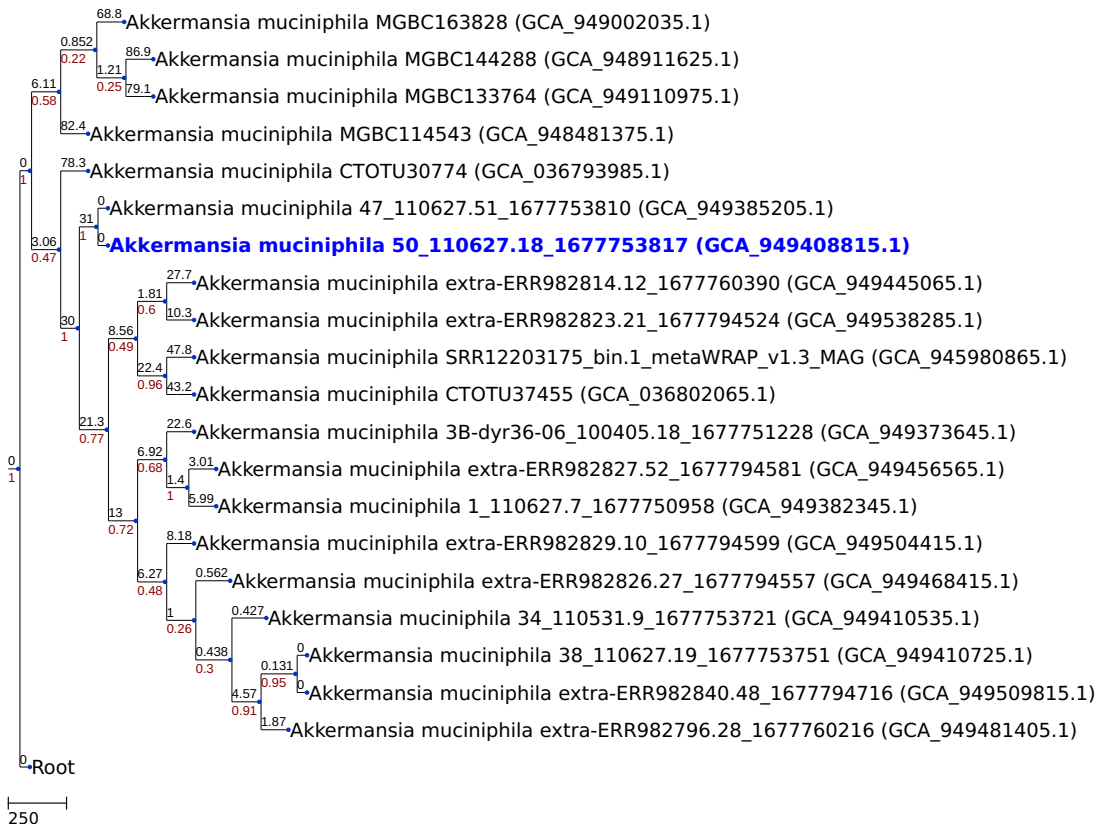 68.8
Akkermansia muciniphila MGBC163828 (GCA_949002035.1)
0.852
0.22
86.9
Akkermansia muciniphila MGBC144288 (GCA_948911625.1)
1.21
0.25
6.11
0.58
79.1
Akkermansia muciniphila MGBC133764 (GCA_949110975.1)
82.4
Akkermansia muciniphila MGBC114543 (GCA_948481375.1)
0
1
78.3
Akkermansia muciniphila CTOTU30774 (GCA_036793985.1)
0
Akkermansia muciniphila 47_110627.51_1677753810 (GCA_949385205.1)
31
1
3.06
0.47
0
Akkermansia muciniphila 50_110627.18_1677753817 (GCA_949408815.1)
27.7
Akkermansia muciniphila extra-ERR982814.12_1677760390 (GCA_949445065.1)
1.81
0.6
30
1
10.3
Akkermansia muciniphila extra-ERR982823.21_1677794524 (GCA_949538285.1)
8.56
0.49
47.8
Akkermansia muciniphila SRR12203175_bin.1_metaWRAP_v1.3_MAG (GCA_945980865.1)
22.4
0.96
43.2
Akkermansia muciniphila CTOTU37455 (GCA_036802065.1)
21.3
0.77
22.6
Akkermansia muciniphila 3B-dyr36-06_100405.18_1677751228 (GCA_949373645.1)
6.92
0.68
0
1
3.01
Akkermansia muciniphila extra-ERR982827.52_1677794581 (GCA_949456565.1)
1.4
1
5.99
Akkermansia muciniphila 1_110627.7_1677750958 (GCA_949382345.1)
13
0.72
8.18
Akkermansia muciniphila extra-ERR982829.10_1677794599 (GCA_949504415.1)
6.27
0.48
0.562
Akkermansia muciniphila extra-ERR982826.27_1677794557 (GCA_949468415.1)
1
0.26
0.427
Akkermansia muciniphila 34_110531.9_1677753721 (GCA_949410535.1)
0.438
0.3
0
Akkermansia muciniphila 38_110627.19_1677753751 (GCA_949410725.1)
0.131
0.95
0
Akkermansia muciniphila extra-ERR982840.48_1677794716 (GCA_949509815.1)
4.57
0.91
1.87
Akkermansia muciniphila extra-ERR982796.28_1677760216 (GCA_949481405.1)
0
Root
250